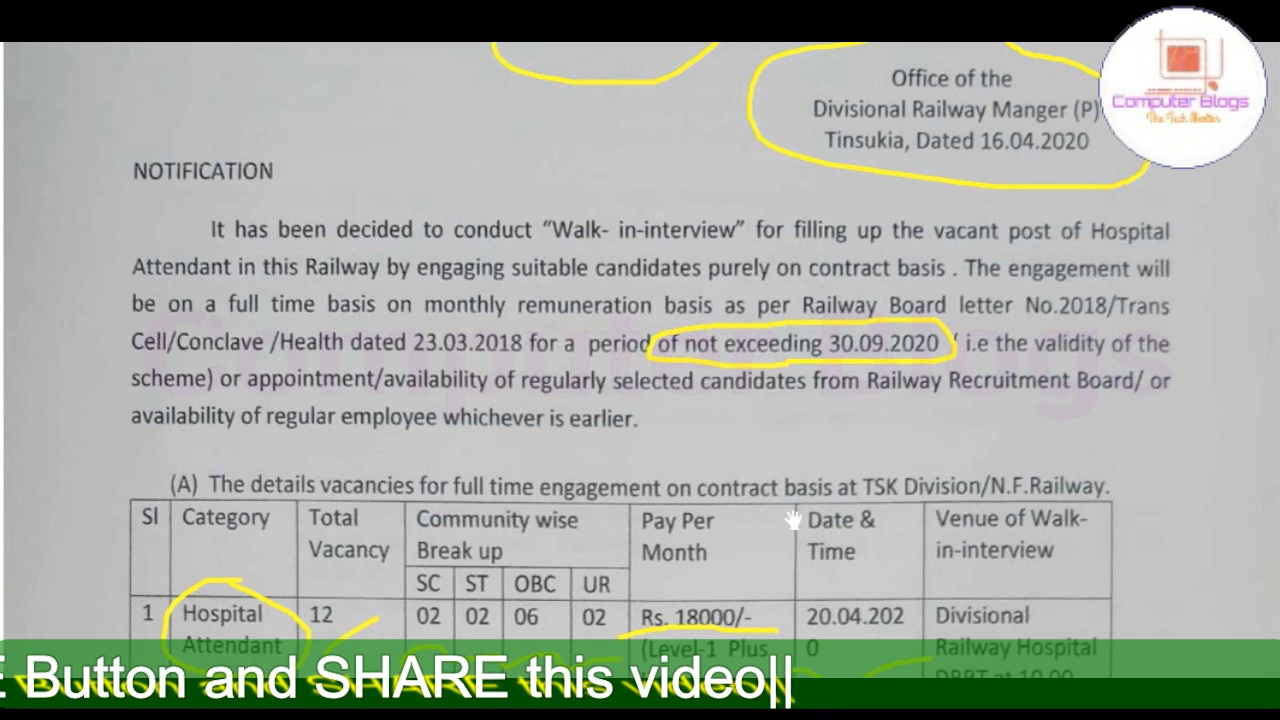 Office of the
Divisional Railway Manger (P)
Tinsukia, Dated 16.04.2020
Computer Blogs
NOTIFICATION
It has been decided to conduct “Walk- in-interview” for filling up the vacant post of Hospital
Attendant in this Railway by engaging suitable candidates purely on contract basis . The engagement will
be on a full time basis on monthly remuneration basis as per Railway Board letter No.2018/Trans
Cell/Conclave /Health dated 23.03.2018 for a period of not exceeding 30.09.2020 ( i.e the validity of the
scheme) or appointment/availability of regularly selected candidates from Railway Recruitment Board/ or
availability of regular employee whichever is earlier.
(A) The details vacancies for full time engagement on contract basis at TSK Division/N.F.Railway.
Sl Category Total Vacancy Community wise Break up Pay Per Month Date & Time Venue of Walk-in-interview
SC ST OBC UR
1 Hospital 12 02 02 06 02 Rs. 18000/- 20.04.202 Divisional
Attendant (Level-1 Plus 0 Railway Hospital
at 10.00
E Button and SHARE this video||